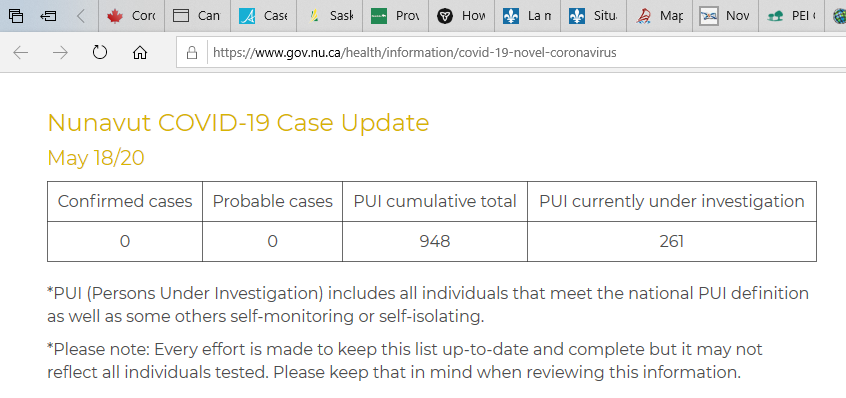 Cord
Can
Case
Sask
Prov
How
La n
Situ
Map
Nov
PEI
https://www.gov.nu.ca/health/information/covid-19-novel-coronavirus
Nunavut COVID-19 Case Update
May 18/20
Confirmed cases Probable cases PUI cumulative total PUI currently under investigation
0 0 948 261
*PUI (Persons Under Investigation) includes all individuals that meet the national PUI definition
as well as some others self-monitoring or self-isolating.
*Please note: Every effort is made to keep this list up-to-date and complete but it may not
reflect all individuals tested. Please keep that in mind when reviewing this information.